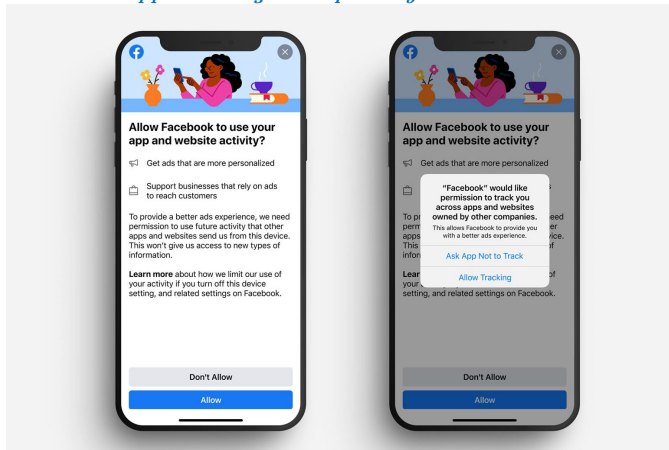 Allow Facebook to use your
app and website activity?
Get ads that are more personalized
Support businesses that rely on ads
to reach customers
To provide a better ads experience, we need
permission to use future activity that other
apps and websites send us from this device.
This won't give us access to new types of
information.
Learn more about how we limit our use of
your activity if you turn off this device
setting, and related settings on Facebook.
Don't Allow
Allow
Allow Facebook to use your
app and website activity?
Get ads that are more personalized
"Facebook" would like
permission to track you
across apps and websites
owned by other companies.
This allows Facebook to provide you
with a better ads experience.
Ask App Not to Track
Allow Tracking
setting, and related settings on Facebook.
Don't Allow
Allow